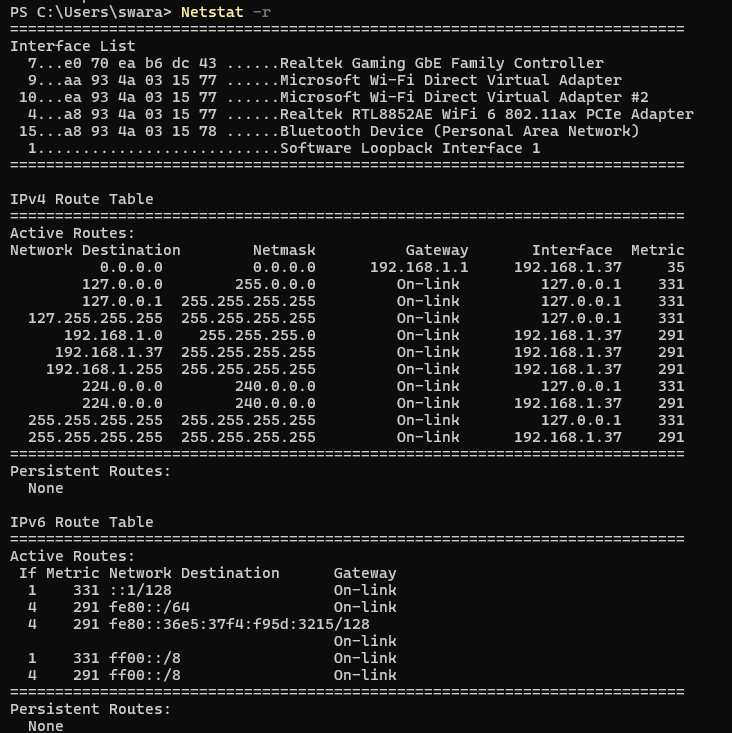 PS C:\Users\swara> Netstat -r
===========================================================================
Interface List
  7...e0 70 ea b6 dc 43 ......Realtek Gaming GbE Family Controller
  9...aa 93 4a 03 15 77 ......Microsoft Wi-Fi Direct Virtual Adapter
 10...ea 93 4a 03 15 77 ......Microsoft Wi-Fi Direct Virtual Adapter #2
  4...a8 93 4a 03 15 77 ......Realtek RTL8852AE WiFi 6 802.11ax PCIe Adapter
 15...a8 93 4a 03 15 78 ......Bluetooth Device (Personal Area Network)
  1...........................Software Loopback Interface 1
===========================================================================

IPv4 Route Table
===========================================================================
Active Routes:
Network Destination        Netmask          Gateway       Interface  Metric
          0.0.0.0          0.0.0.0      192.168.1.1     192.168.1.37     35
        127.0.0.0        255.0.0.0         On-link         127.0.0.1    331
        127.0.0.1  255.255.255.255         On-link         127.0.0.1    331
  127.255.255.255  255.255.255.255         On-link         127.0.0.1    331
      192.168.1.0    255.255.255.0         On-link      192.168.1.37    291
     192.168.1.37  255.255.255.255         On-link      192.168.1.37    291
    192.168.1.255  255.255.255.255         On-link      192.168.1.37    291
        224.0.0.0        240.0.0.0         On-link         127.0.0.1    331
        224.0.0.0        240.0.0.0         On-link      192.168.1.37    291
  255.255.255.255  255.255.255.255         On-link         127.0.0.1    331
  255.255.255.255  255.255.255.255         On-link      192.168.1.37    291
===========================================================================
Persistent Routes:
  None

IPv6 Route Table
===========================================================================
Active Routes:
 If Metric Network Destination      Gateway
  1    331 ::1/128                  On-link
  4    291 fe80::/64                On-link
  4    291 fe80::36e5:37f4:f95d:3215/128
                                    On-link
  1    331 ff00::/8                 On-link
  4    291 ff00::/8                 On-link
===========================================================================
Persistent Routes:
  None